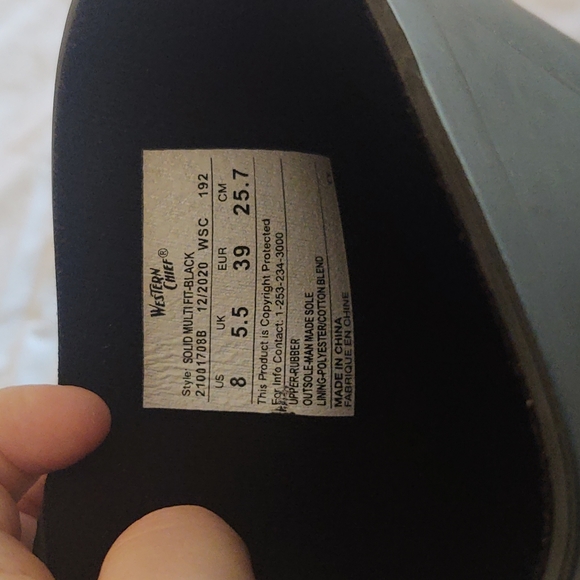 WESTERN
CHIEF®
Style: SOLID MULTI FIT-BLACK
21001708B 12/2020 WSC 192
US UK EUR CM
8 5.5 39 25.7
This Product is Copyright Protected
For Info Contact: 1-253-234-3000
UPPER-RUBBER
OUTSOLE-MAN MADE SOLE
LINING-POLYESTER/COTTON BLEND
MADE IN CHINA
FABRIQUE EN CHINE